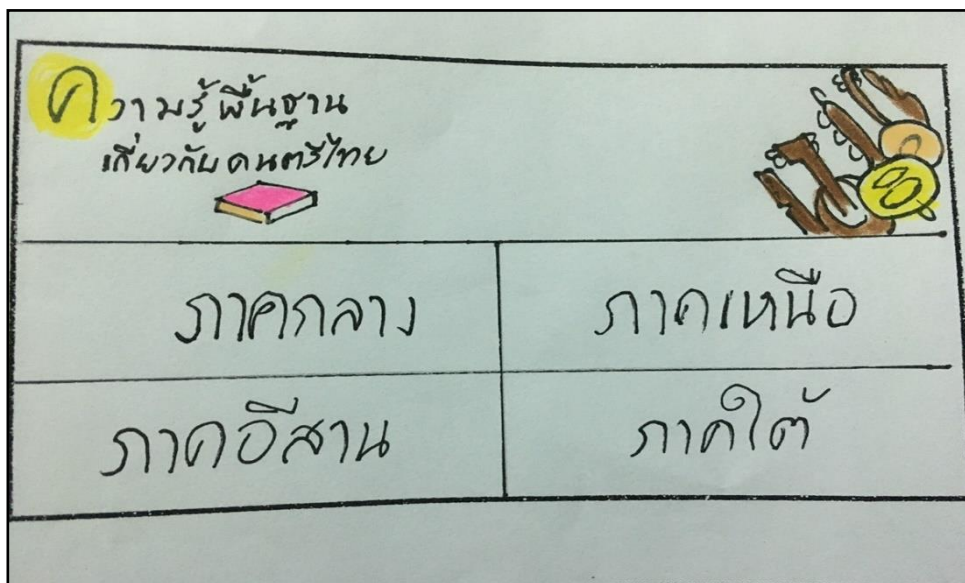 ความรู้พื้นฐาน
เกี่ยวกับดนตรีไทย
ภาคกลาง
ภาคเหนือ
ภาคอีสาน
ภาคใต้